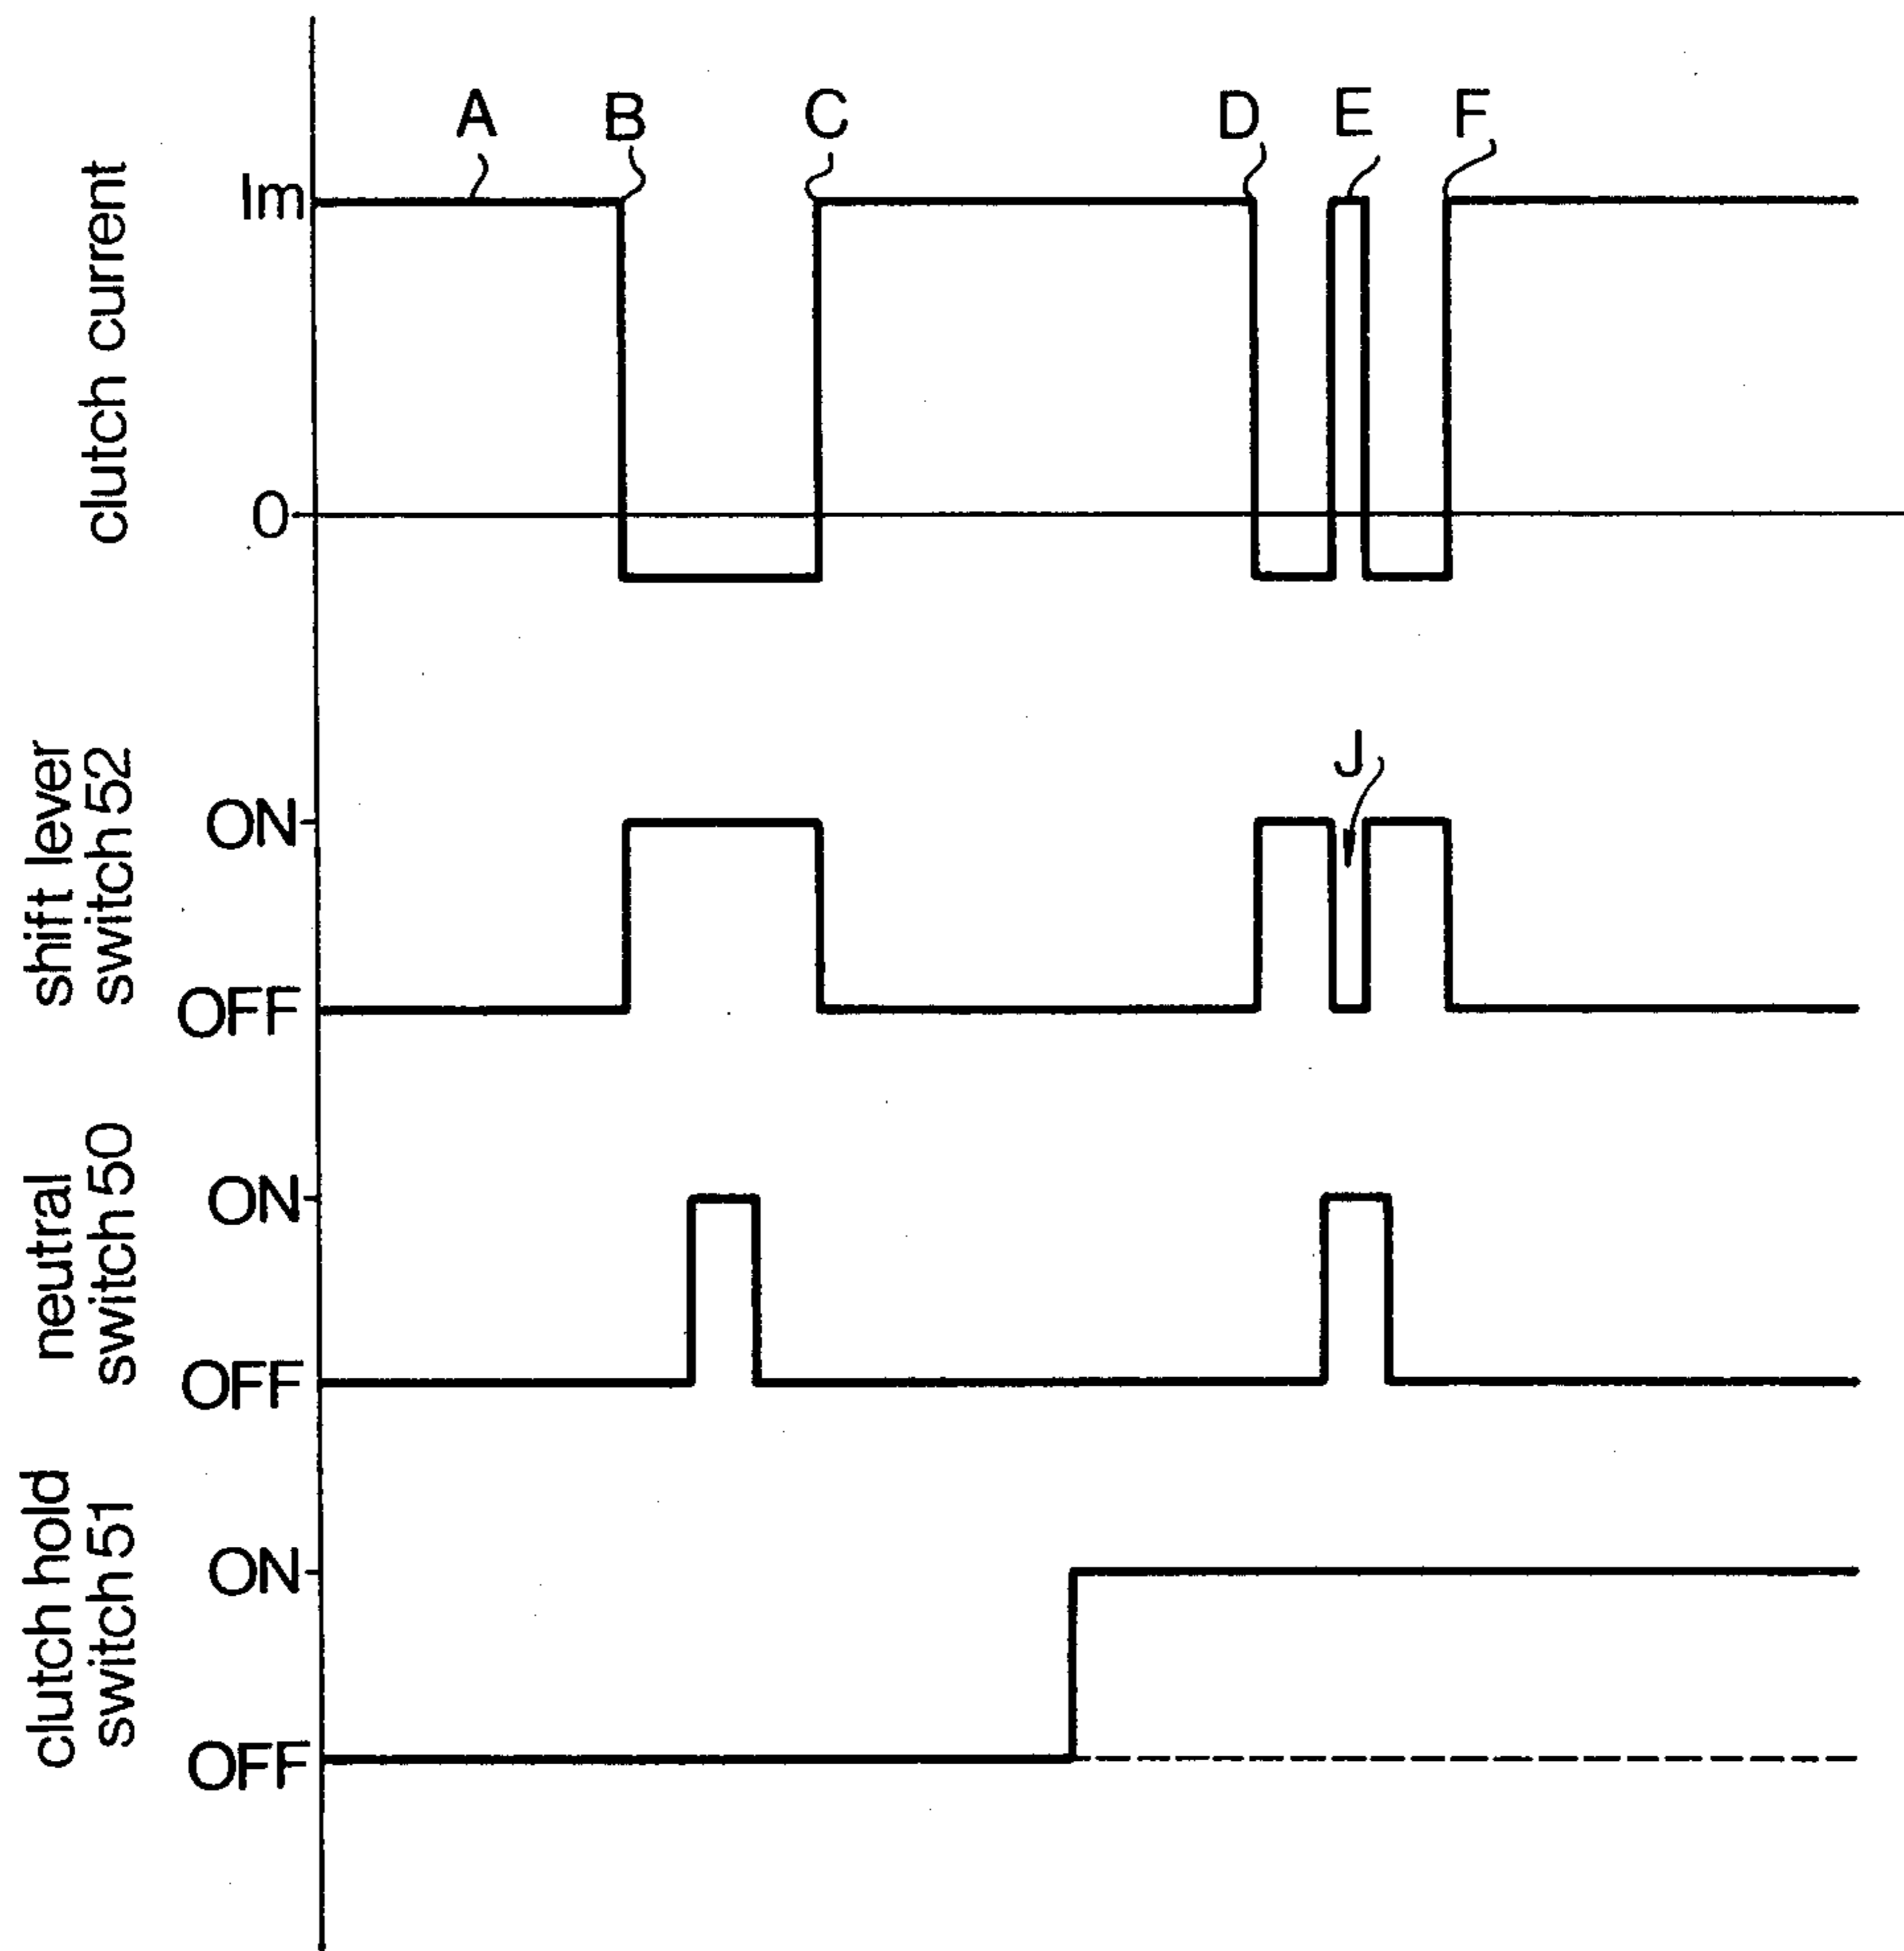 A B C D E F
clutch current
Im
0
J
shift lever
switch 52
ON
OFF
neutral
switch 50
ON
OFF
clutch hold
switch 51
ON
OFF